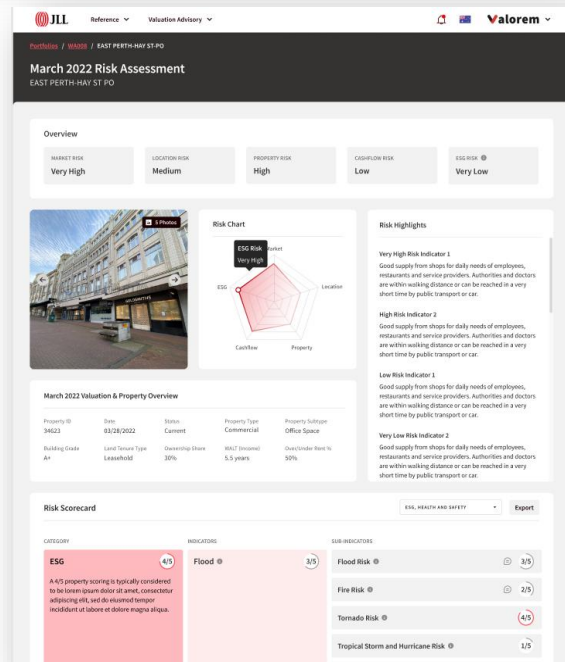 JLL
Reference
Valuation Advisory
Valorem
Portfolios / WA008 / EAST PERTH-HAY ST-PO
March 2022 Risk Assessment
EAST PERTH-HAY ST PO
Overview
MARKET RISK
Very High
LOCATION RISK
Medium
PROPERTY RISK
High
CASHFLOW RISK
Low
ESG RISK
Very Low
5 Photos
Risk Chart
ESG Risk
Very High
Market
ESG
Location
Cashflow
Property
Risk Highlights
Very High Risk Indicator 1
Good supply from shops for daily needs of employees,
restaurants and service providers. Authorities and doctors
are within walking distance or can be reached in a very
short time by public transport or car.
High Risk Indicator 2
Good supply from shops for daily needs of employees,
restaurants and service providers. Authorities and doctors
are within walking distance or can be reached in a very
short time by public transport or car.
Low Risk Indicator 1
Good supply from shops for daily needs of employees,
restaurants and service providers. Authorities and doctors
are within walking distance or can be reached in a very
short time by public transport or car.
Very Low Risk Indicator 2
Good supply from shops for daily needs of employees,
restaurants and service providers. Authorities and doctors
are within walking distance or can be reached in a very
short time by public transport or car.
March 2022 Valuation & Property Overview
Property ID
34623
Date
03/28/2022
Status
Current
Property Type
Commercial
Property Subtype
Office Space
Building Grade
A+
Land Tenure Type
Leasehold
Ownership Share
30%
WALT (Income)
5.5 years
Over/Under Rent %
50%
Risk Scorecard
ESG, HEALTH AND SAFETY
Export
CATEGORY
INDICATORS
SUB-INDICATORS
ESG
4/5
A 4/5 property scoring is typically considered
to be lorem ipsum dolor sit amet, consectetur
adipiscing elit, sed do eiusmod tempor
incididunt ut labore et dolore magna aliqua.
Flood
3/5
Flood Risk
3/5
Fire Risk
2/5
Tornado Risk
4/5
Tropical Storm and Hurricane Risk
1/5